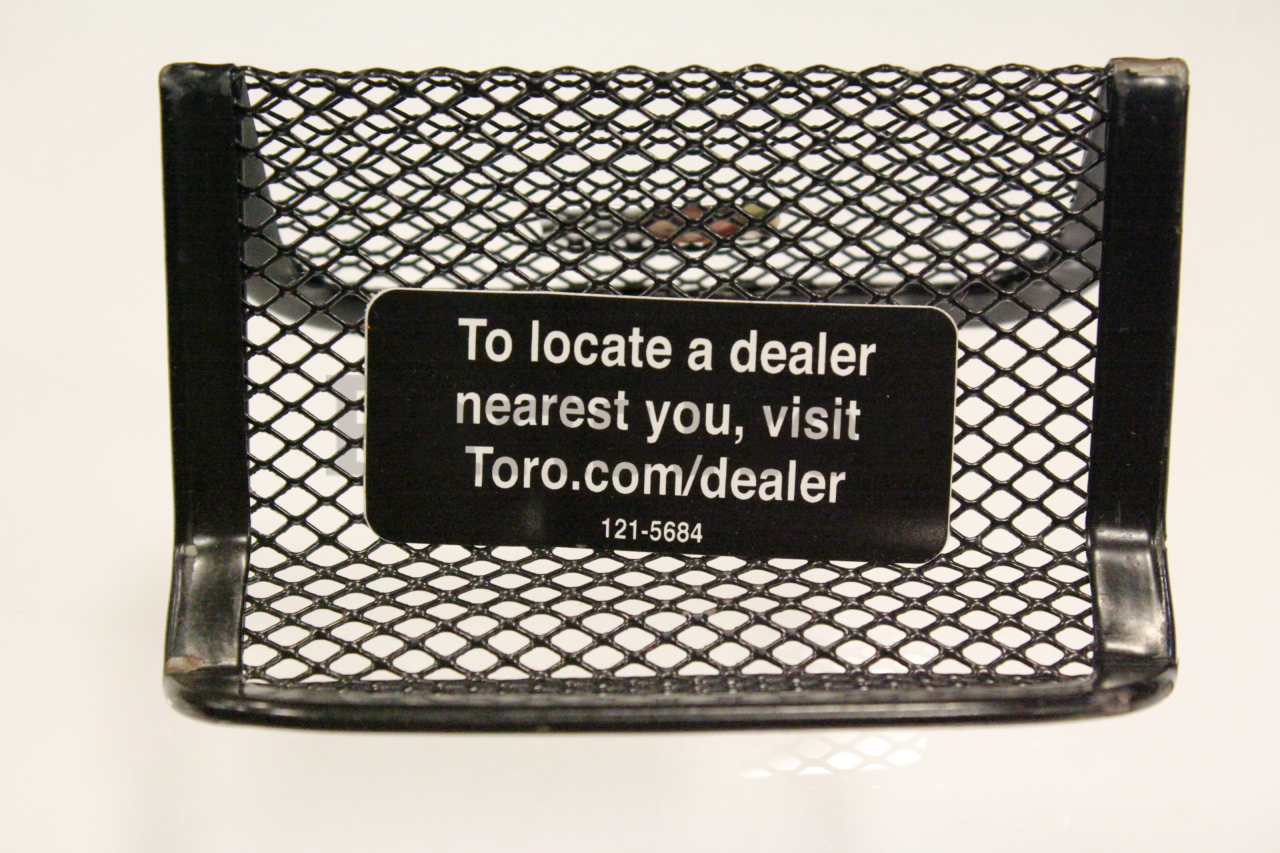 To locate a dealer
nearest you, visit
Toro.com/dealer
121-5684